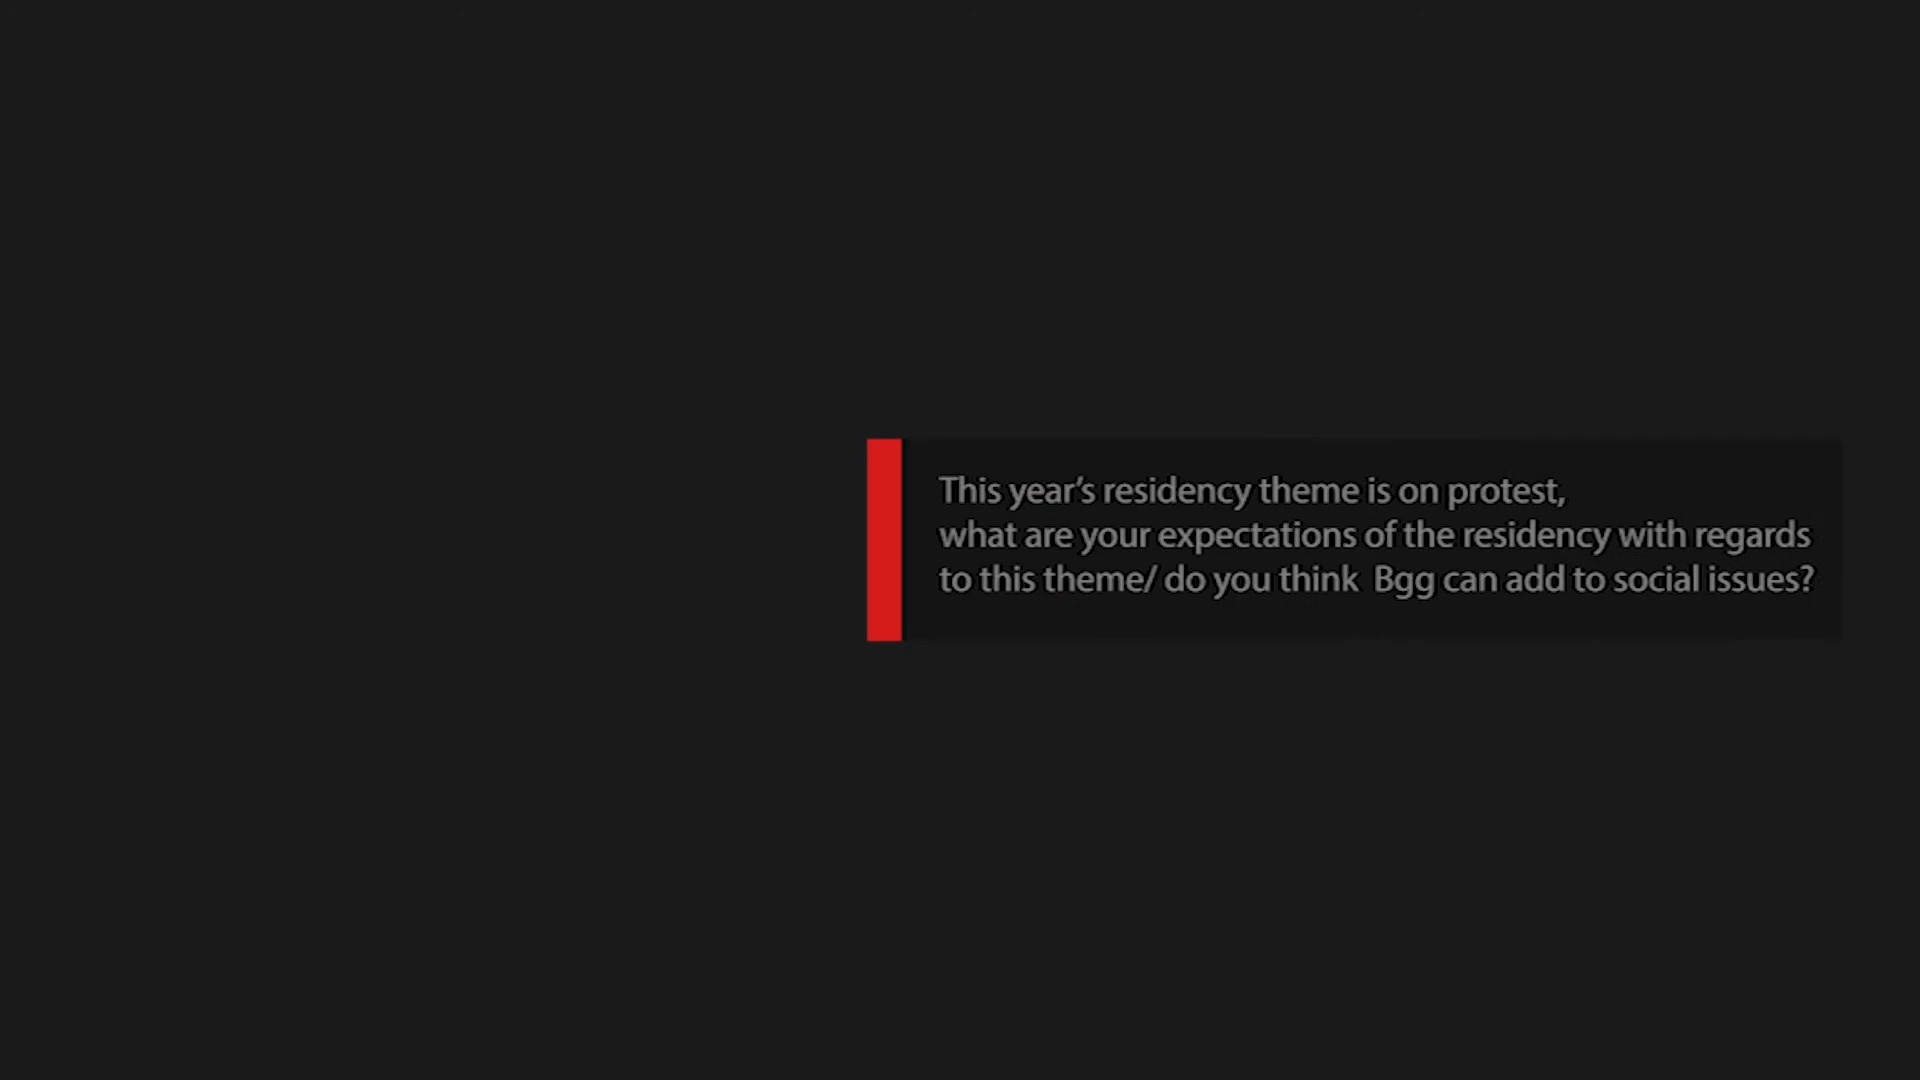 This year’s residency theme is on protest,
what are your expectations of the residency with regards
to this theme/ do you think  Bgg can add to social issues?